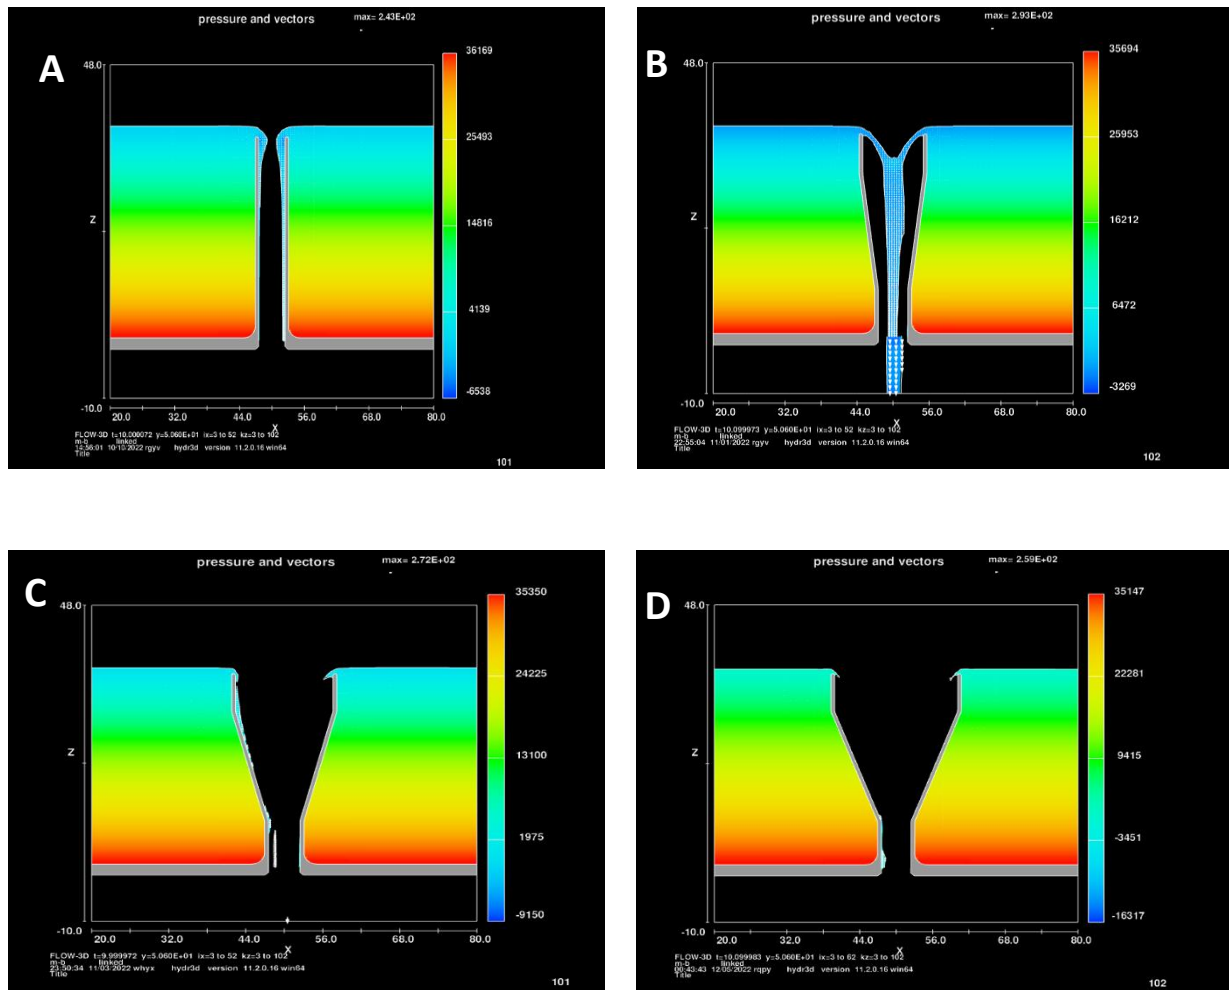 pressure and vectors max= 2.43E+02
A
36169
48.0
25493
Z
14816
4139
-6538
-10.0
20.0 32.0 44.0 56.0 68.0 80.0
X
FLOW-3D t=10.000072 y=5.060E+01 ix=3 to 52 kz=3 to 102
m-b linked
14:56:01 10/10/2022 rgyv hydr3d version 11.2.0.16 win64
Title
101
pressure and vectors max= 2.93E+02
B
35694
48.0
25953
Z
16212
6472
-3269
-10.0
20.0 32.0 44.0 56.0 68.0 80.0
X
FLOW-3D t=10.099973 y=5.060E+01 ix=3 to 52 kz=3 to 102
m-b linked
22:55:04 11/01/2022 rgyv hydr3d version 11.2.0.16 win64
Title
102
pressure and vectors max= 2.72E+02
C
35350
48.0
24225
Z
13100
1975
-9150
-10.0
20.0 32.0 44.0 56.0 68.0 80.0
X
FLOW-3D t=9.999972 y=5.060E+01 ix=3 to 52 kz=3 to 102
m-b linked
23:50:34 11/03/2022 whyx hydr3d version 11.2.0.16 win64
Title
101
pressure and vectors max= 2.59E+02
D
35147
48.0
22281
Z
9415
-3451
-16317
-10.0
20.0 32.0 44.0 56.0 68.0 80.0
X
FLOW-3D t=10.099983 y=5.060E+01 ix=3 to 62 kz=3 to 102
m-b linked
00:43:43 12/05/2022 rqpy hydr3d version 11.2.0.16 win64
Title
102